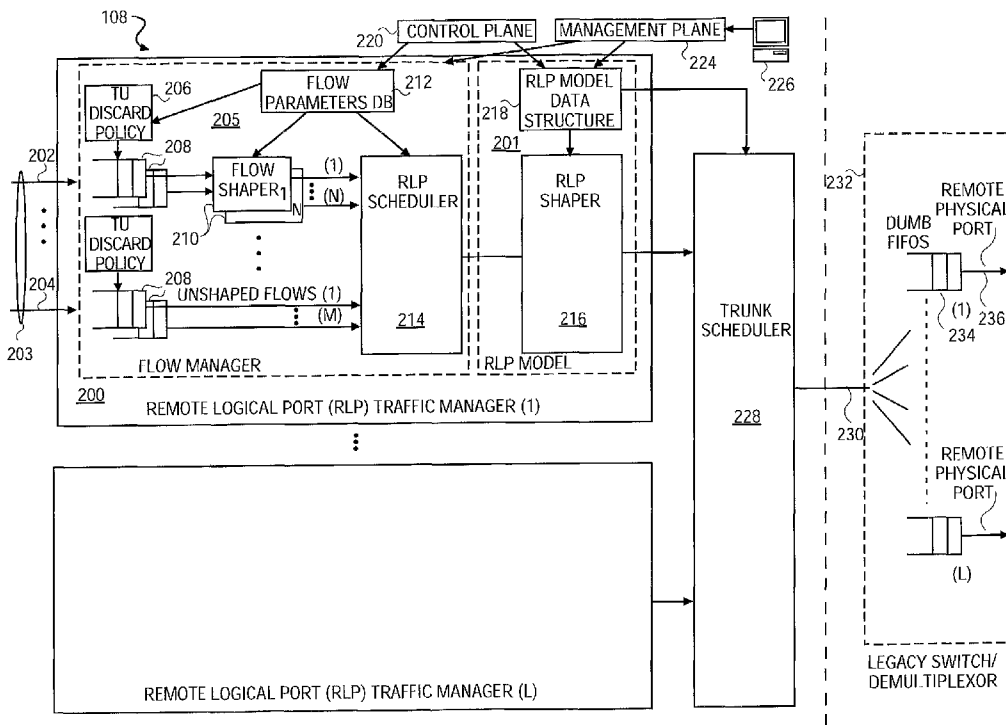 108
220
CONTROL PLANE
MANAGEMENT PLANE
224
226
TU
DISCARD
POLICY
206
205
FLOW
PARAMETERS DB
212
218
RLP MODEL
DATA
STRUCTURE
201
232
202
208
FLOW
SHAPER1
N
210
(1)
(N)
RLP
SCHEDULER
214
RLP
SHAPER
216
TU
DISCARD
POLICY
204
203
208
UNSHAPED FLOWS (1)
(M)
FLOW MANAGER
RLP MODEL
200
REMOTE LOGICAL PORT (RLP) TRAFFIC MANAGER (1)
TRUNK
SCHEDULER
228
230
REMOTE
PHYSICAL
PORT
DUMB
FIFOS
(1)
234
236
REMOTE
PHYSICAL
PORT
(L)
LEGACY SWITCH/
DEMULTIPLEXOR
REMOTE LOGICAL PORT (RLP) TRAFFIC MANAGER (L)